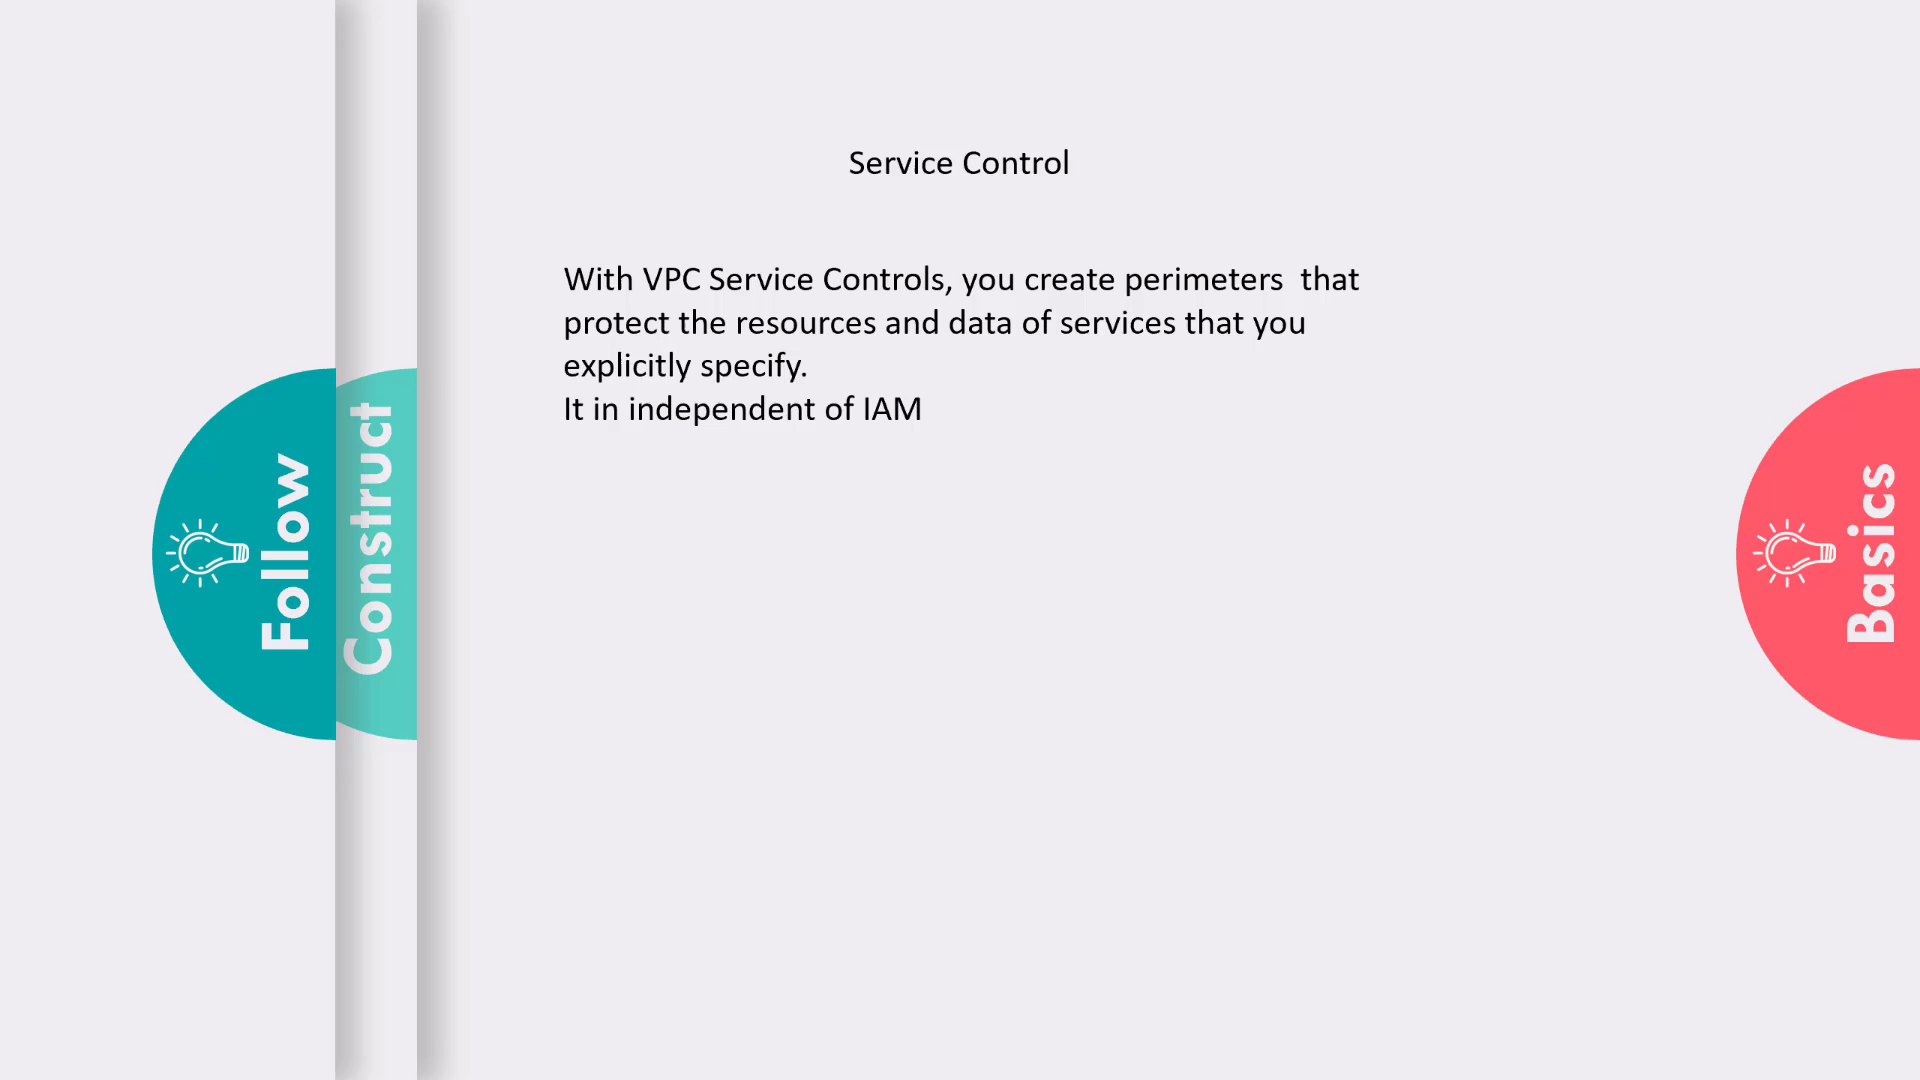 Service Control
With VPC Service Controls, you create perimeters  that
protect the resources and data of services that you
explicitly specify.
It in independent of IAM
Follow
Construct
Basics